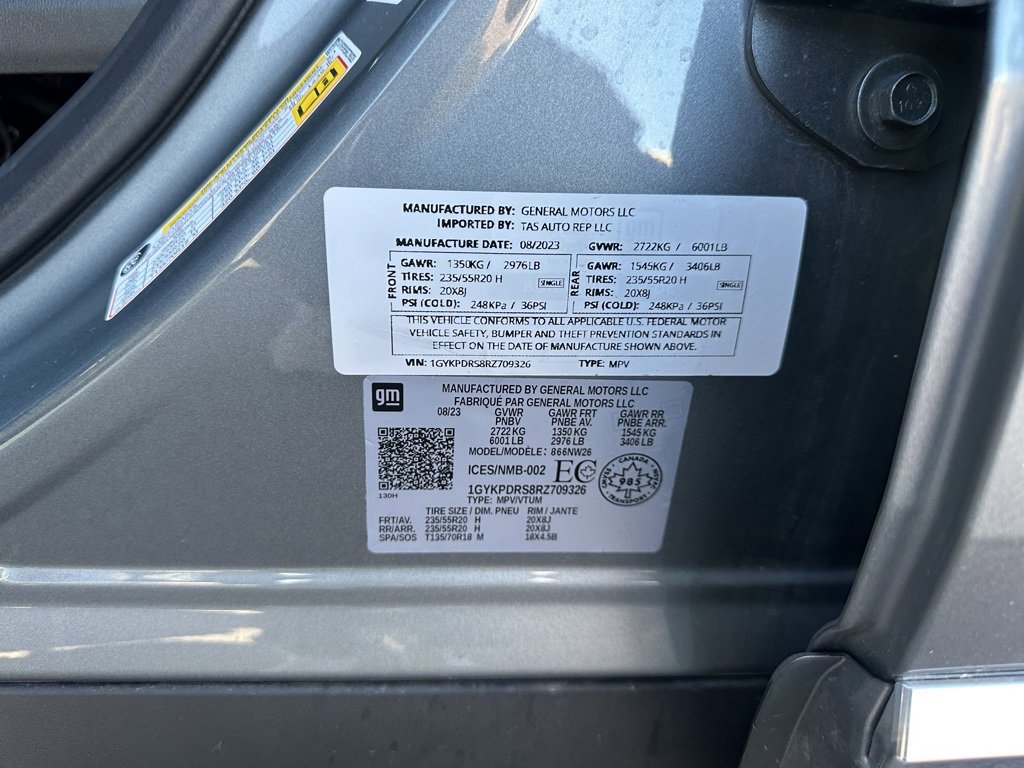 MANUFACTURED BY: GENERAL MOTORS LLC
IMPORTED BY: TAS AUTO REP LLC
MANUFACTURE DATE: 08/2023 GVWR: 2722KG / 6001LB
FRONT
GAWR: 1350KG / 2976LB
TIRES: 235/55R20 H
SINGLE
RIMS: 20X8J
PSI (COLD): 248KPa / 36PSI
REAR
GAWR: 1545KG / 3406LB
TIRES: 235/55R20 H
SINGLE
RIMS: 20X8J
PSI (COLD): 248KPa / 36PSI
THIS VEHICLE CONFORMS TO ALL APPLICABLE U.S. FEDERAL MOTOR
VEHICLE SAFETY, BUMPER AND THEFT PREVENTION STANDARDS IN
EFFECT ON THE DATE OF MANUFACTURE SHOWN ABOVE.
VIN: 1GYKPDRS8RZ709326 TYPE: MPV
gm
MANUFACTURED BY GENERAL MOTORS LLC
FABRIQUÉ PAR GENERAL MOTORS LLC
08/23 GVWR GAWR FRT GAWR RR
PNBV PNBE AV. PNBE ARR.
2722 KG 1350 KG 1545 KG
6001 LB 2976 LB 3406 LB
MODEL/MODÈLE: 866NW26
ICES/NMB-002 EC
CANADA
985
TRANSPORT
130H
1GYKPDRS8RZ709326
TYPE: MPV/VTUM
TIRE SIZE / DIM. PNEU RIM / JANTE
FRT/AV. 235/55R20 H 20X8J
RR/ARR. 235/55R20 H 20X8J
SPA/SOS T135/70R18 M 18X4.5B